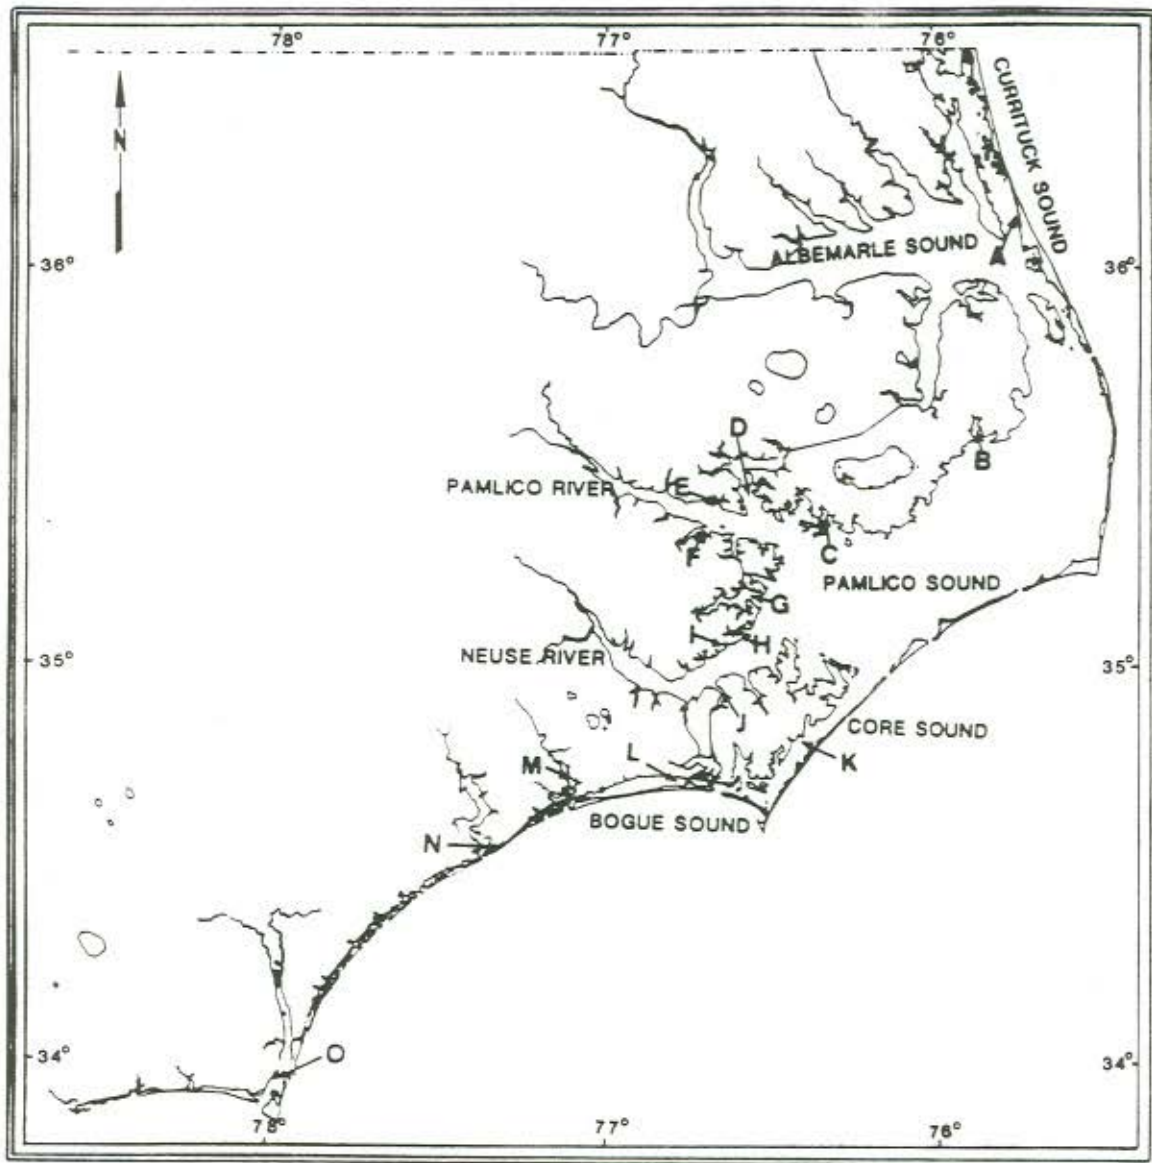 78°
77°
76°
N
CURRITUCK SOUND
ALBEMARLE SOUND
A
36°
36°
D
B
PAMLICO RIVER
E
C
F
PAMLICO SOUND
G
I
H
NEUSE RIVER
35°
35°
J
CORE SOUND
K
L
M
BOGUE SOUND
N
O
34°
34°
78°
77°
76°